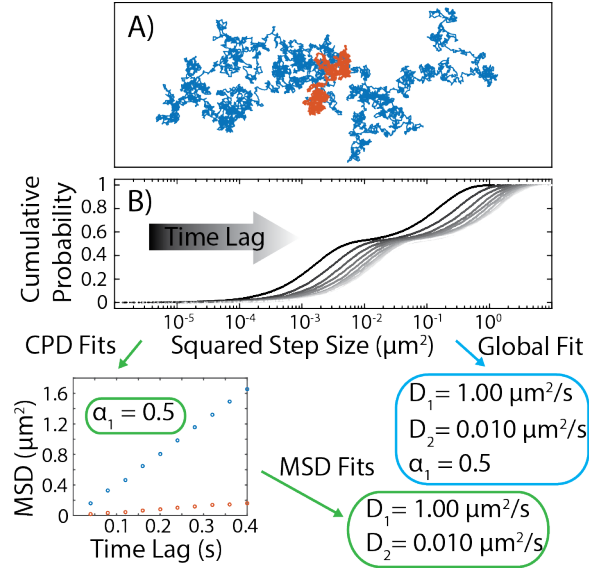 A)
B)
Cumulative
Probability
1
0.8
0.6
0.4
0.2
0
Time Lag
10⁻⁵
10⁻⁴
10⁻³
10⁻²
10⁻¹
10⁰
Squared Step Size (μm²)
CPD Fits
Global Fit
MSD (μm²)
1.6
1.2
0.8
0.4
0
α₁ = 0.5
0.1
0.2
0.3
0.4
Time Lag (s)
MSD Fits
D₁= 1.00 μm²/s
D₂= 0.010 μm²/s
α₁ = 0.5
D₁= 1.00 μm²/s
D₂= 0.010 μm²/s